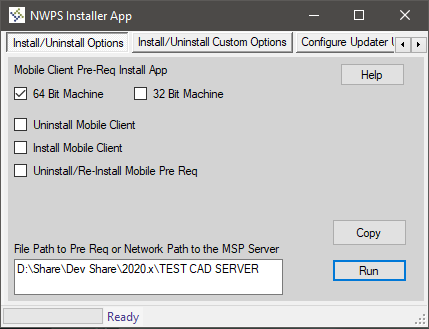 NWPS Installer App
Install/Uninstall Options
Install/Uninstall Custom Options
Configure Updater
Mobile Client Pre-Req Install App
Help
64 Bit Machine
32 Bit Machine
Uninstall Mobile Client
Install Mobile Client
Uninstall/Re-Install Mobile Pre Req
Copy
File Path to Pre Req or Network Path to the MSP Server
D:\Share\Dev Share\2020.x\TEST CAD SERVER
Run
Ready